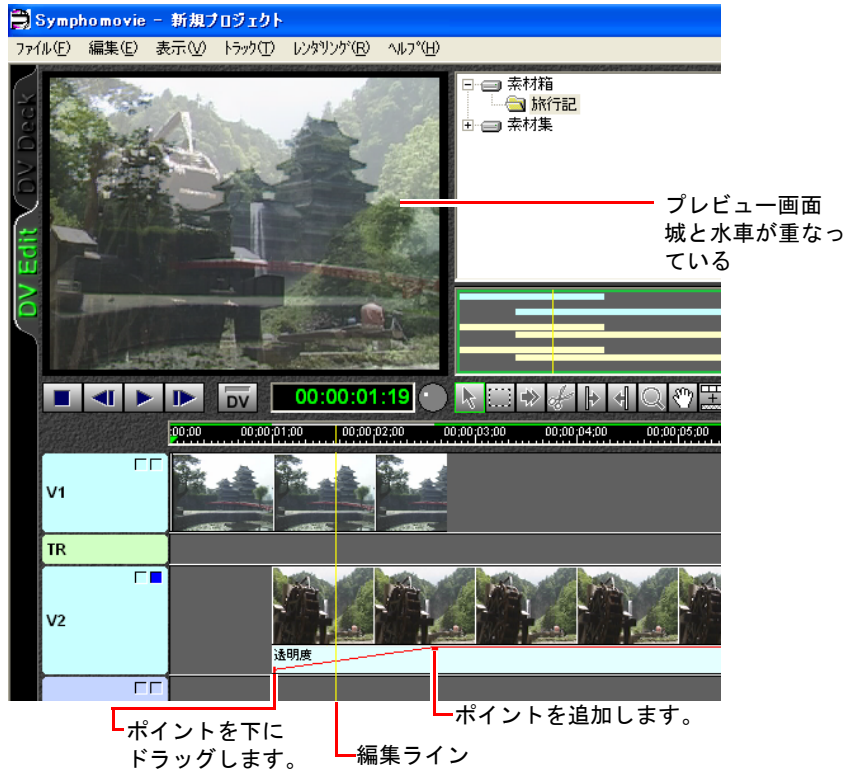 Symphomovie - 新規プロジェクト
ファイル(F) 編集(E) 表示(V) トラック(T) レンダリング(R) ヘルプ(H)
DV Deck
DV Edit
素材箱
旅行記
素材集
プレビュー画面
城と水車が重なっ
ている
DV
00:00:01:19
:00;00 00:00;01;00 00;00;02;00 00;00;03;00 00;00;04;00 00;00;05;00
V1
TR
V2
透明度
ポイントを下に
ドラッグします。
編集ライン
ポイントを追加します。